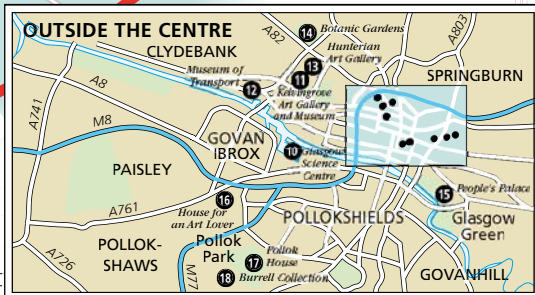 OUTSIDE THE CENTRE
CLYDEBANK
A82
14 Botanic Gardens
A803
Hunterian
Art Gallery
13
SPRINGBURN
Museum of
Transport
12
11
Kelvingrove
Art Gallery
and Museum
A8
A741
M8
GOVAN
IBROX
10 Glasgow
Science
Centre
PAISLEY
15 People's Palace
16
A761
House for
an Art Lover
POLLOKSHIELDS
Glasgow
Green
POLLOK-
SHAWS
Pollok
Park
Pollok
House
17
A726
M77
18 Burrell Collection
GOVANHILL